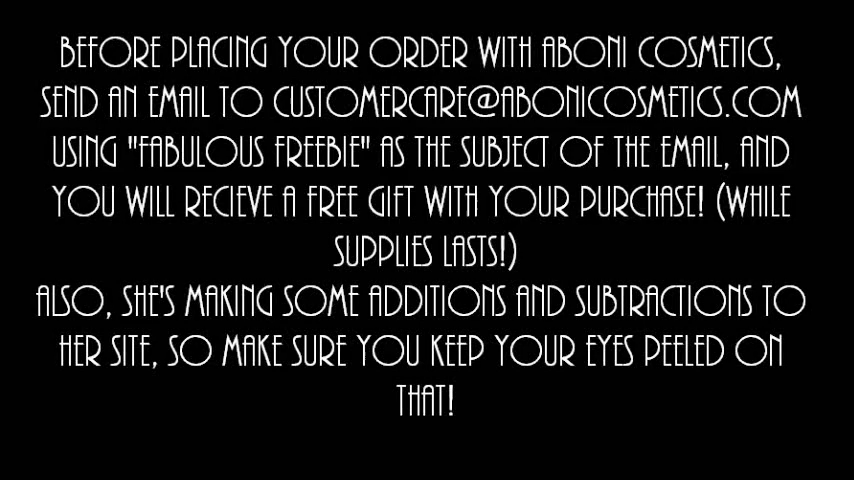 BEFORE PLACING YOUR ORDER WITH ABONI COSMETICS,
SEND AN EMAIL TO CUSTOMERCARE@ABONICOSMETICS.COM
USING "FABULOUS FREEBIE" AS THE SUBJECT OF THE EMAIL, AND
YOU WILL RECIEVE A FREE GIFT WITH YOUR PURCHASE! (WHILE
SUPPLIES LASTS!)
ALSO, SHE'S MAKING SOME ADDITIONS AND SUBTRACTIONS TO
HER SITE, SO MAKE SURE YOU KEEP YOUR EYES PEELED ON
THAT!